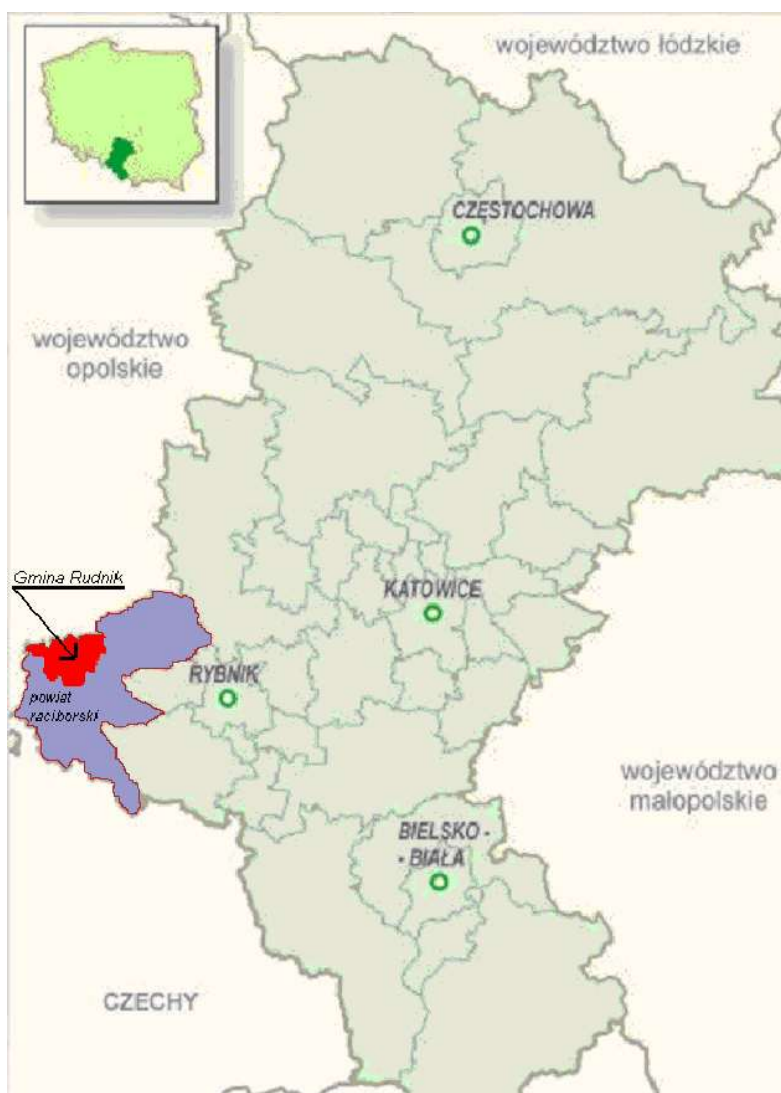 województwo łódzkie
CZĘSTOCHOWA
województwo
opolskie
Gmina Rudnik
KATOWICE
RYBNIK
powiat
raciborski
województwo
małopolskie
BIELSKO -
- BIAŁA
CZECHY